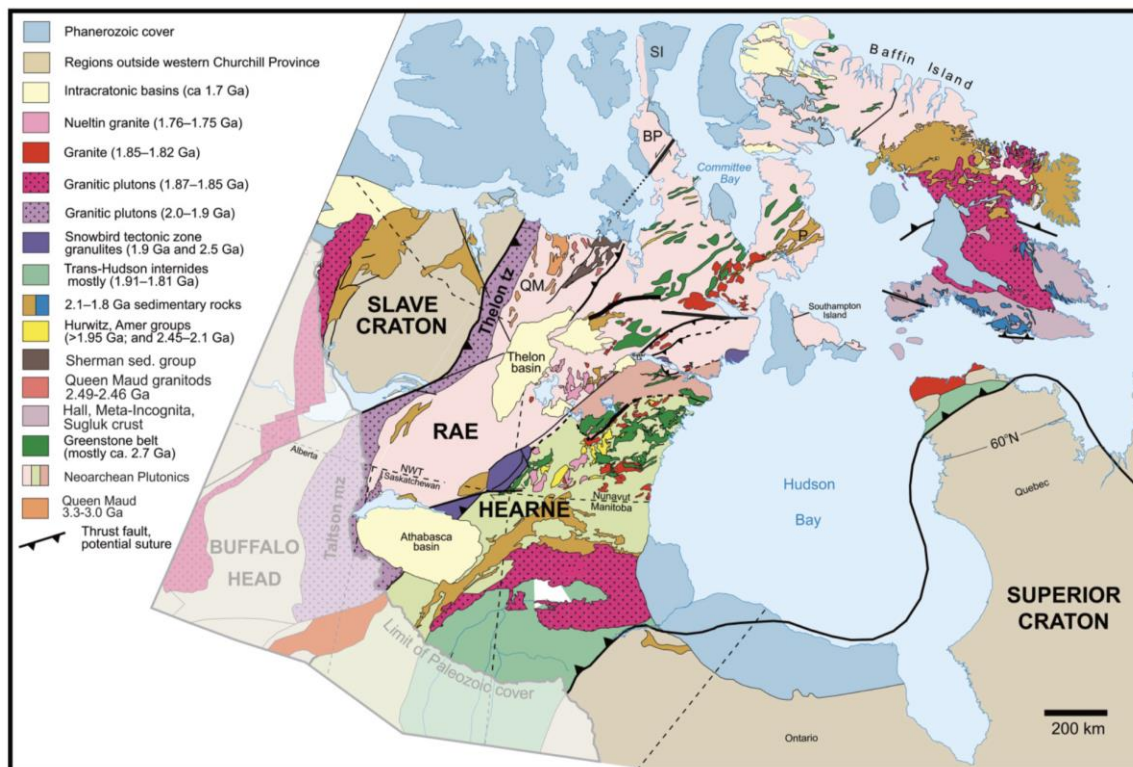 Phanerozoic cover
Regions outside western Churchill Province
Intracratonic basins (ca 1.7 Ga)
Nueltin granite (1.76–1.75 Ga)
Granite (1.85–1.82 Ga)
Granitic plutons (1.87–1.85 Ga)
Granitic plutons (2.0–1.9 Ga)
Snowbird tectonic zone
granulites (1.9 Ga and 2.5 Ga)
Trans-Hudson internides
mostly (1.91–1.81 Ga)
2.1–1.8 Ga sedimentary rocks
Hurwitz, Amer groups
(>1.95 Ga; and 2.45–2.1 Ga)
Sherman sed. group
Queen Maud granitods
2.49-2.46 Ga
Hall, Meta-Incognita,
Sugluk crust
Greenstone belt
(mostly ca. 2.7 Ga)
Neoarchean Plutonics
Queen Maud
3.3-3.0 Ga
Thrust fault,
potential suture
SI
Baffin Island
BP
Committee
Bay
P
QM
SLAVE
CRATON
Thelon tz
Southampton
Island
Thelon
basin
RAE
Alberta
NWT
Saskatchewan
60°N
Quebec
Nunavut
Manitoba
HEARNE
Hudson
Bay
Athabasca
basin
Taltson mz
BUFFALO
HEAD
SUPERIOR
CRATON
Limit of Paleozoic cover
Ontario
200 km